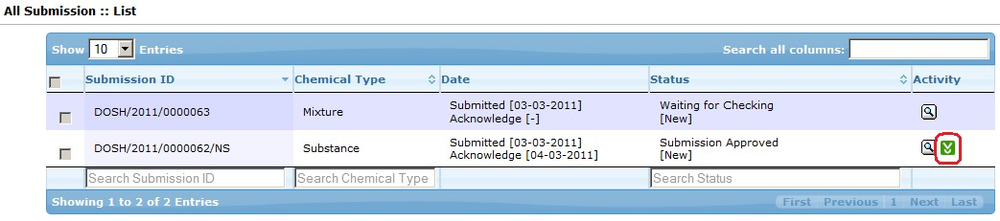 All Submission :: List
Show 10 Entries Search all columns:
Submission ID Chemical Type Date Status Activity
DOSH/2011/0000063 Mixture Submitted [03-03-2011] Waiting for Checking
Acknowledge [-] [New]
DOSH/2011/0000062/NS Substance Submitted [03-03-2011] Submission Approved
Acknowledge [04-03-2011] [New]
Search Submission ID Search Chemical Type Search Status
Showing 1 to 2 of 2 Entries First Previous 1 Next Last